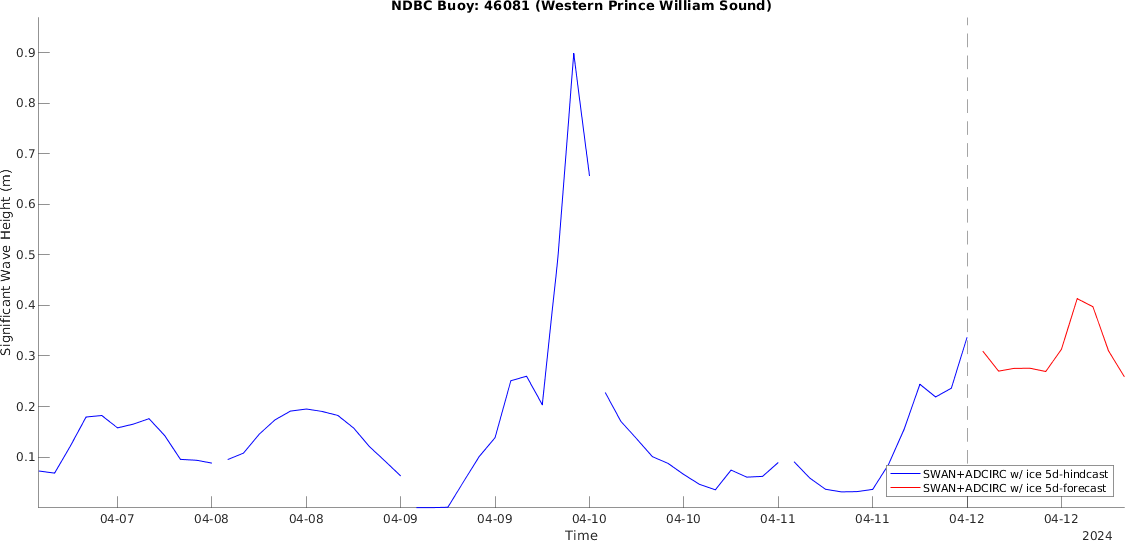 NDBC Buoy: 46081 (Western Prince William Sound)
Significant Wave Height (m)
0.9
0.8
0.7
0.6
0.5
0.4
0.3
0.2
0.1
SWAN+ADCIRC w/ ice 5d-hindcast
SWAN+ADCIRC w/ ice 5d-forecast
04-07 04-08 04-08 04-09 04-09 04-10 04-10 04-11 04-11 04-12 04-12
Time
2024